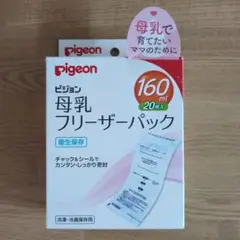 pigeon
母乳で
育てたい
ママのために
pigeon
ピジョン
160ml
20枚入
母乳
フリーザーパック
衛生保存
チャック&シールで
カンタン・しっかり密封
冷凍・冷蔵保存用